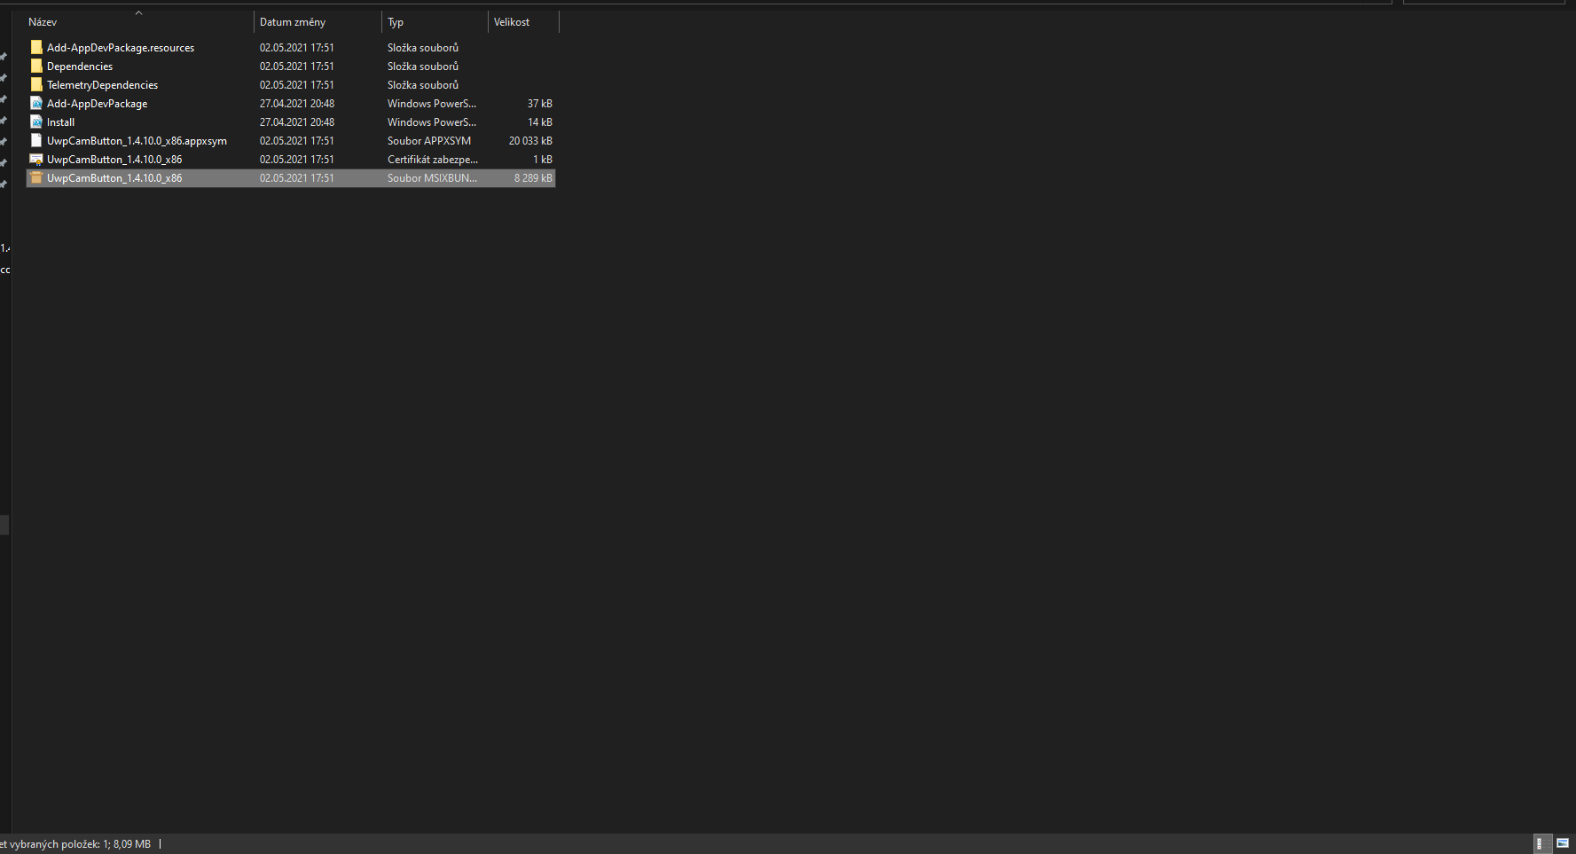 Název Datum změny Typ Velikost
Add-AppDevPackage.resources 02.05.2021 17:51 Složka souborů
Dependencies 02.05.2021 17:51 Složka souborů
TelemetryDependencies 02.05.2021 17:51 Složka souborů
Add-AppDevPackage 27.04.2021 20:48 Windows PowerS... 37 kB
Install 27.04.2021 20:48 Windows PowerS... 14 kB
UwpCamButton_1.4.10.0_x86.appxsym 02.05.2021 17:51 Soubor APPXSYM 20 033 kB
UwpCamButton_1.4.10.0_x86 02.05.2021 17:51 Certifikát zabezpe... 1 kB
UwpCamButton_1.4.10.0_x86 02.05.2021 17:51 Soubor MSIXBUN... 8 289 kB
1.4
cc
et vybraných položek: 1; 8,09 MB